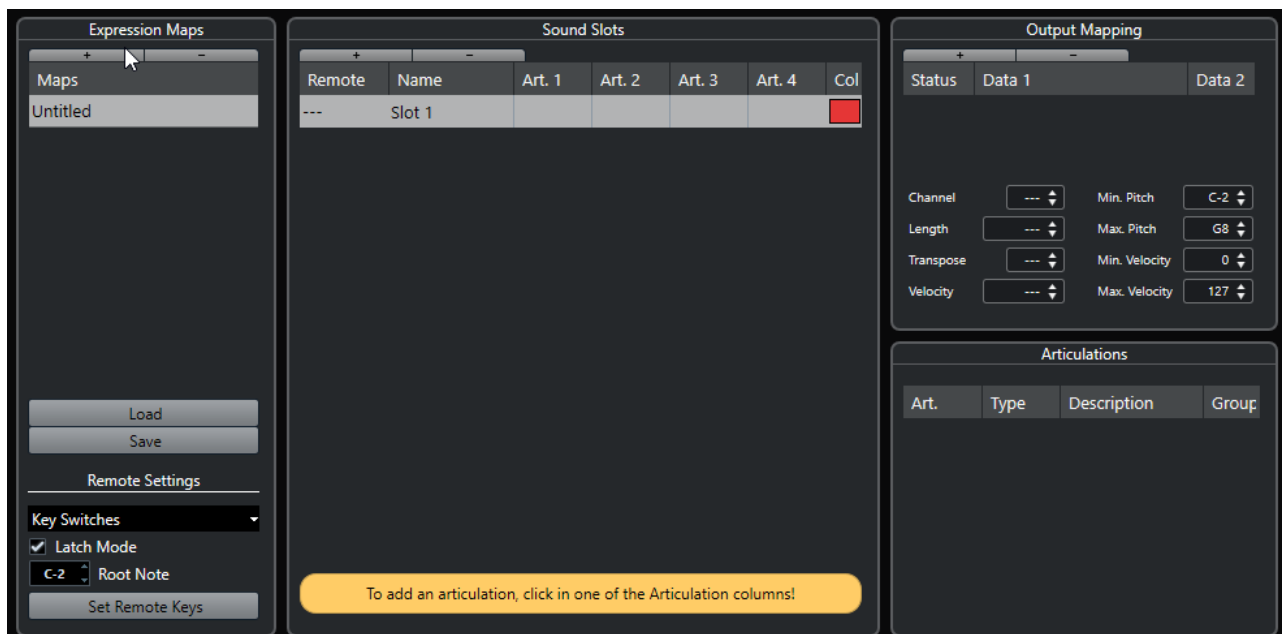 Expression Maps
+ −
Maps
Untitled
Load
Save
Remote Settings
Key Switches
Latch Mode
C-2 Root Note
Set Remote Keys
Sound Slots
+ −
Remote Name Art. 1 Art. 2 Art. 3 Art. 4 Col
--- Slot 1
To add an articulation, click in one of the Articulation columns!
Output Mapping
+ −
Status Data 1 Data 2
Channel --- Min. Pitch C-2
Length --- Max. Pitch G8
Transpose --- Min. Velocity 0
Velocity --- Max. Velocity 127
Articulations
Art. Type Description Group